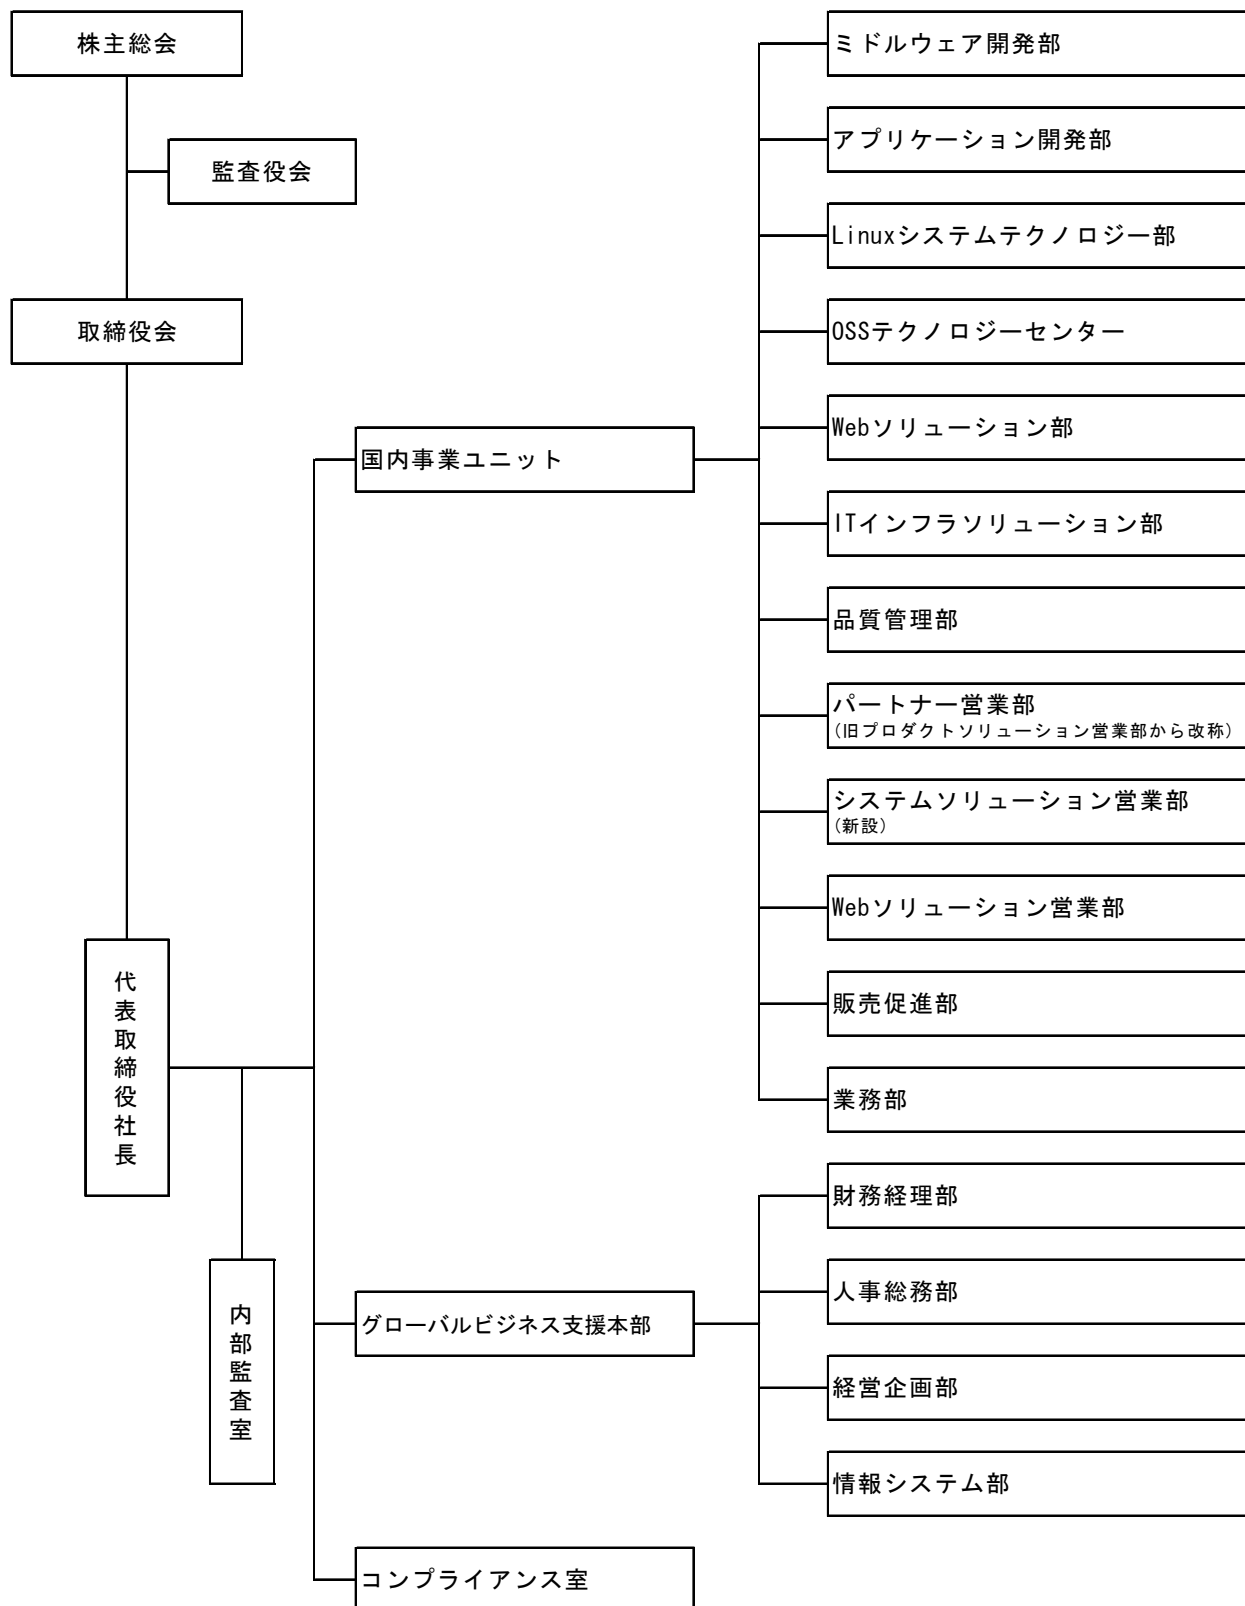 株主総会
監査役会
取締役会
代表取締役社長
内部監査室
国内事業ユニット
ミドルウェア開発部
アプリケーション開発部
Linuxシステムテクノロジー部
OSSテクノロジーセンター
Webソリューション部
ITインフラソリューション部
品質管理部
パートナー営業部
(旧プロダクトソリューション営業部から改称)
システムソリューション営業部
(新設)
Webソリューション営業部
販売促進部
業務部
グローバルビジネス支援本部
財務経理部
人事総務部
経営企画部
情報システム部
コンプライアンス室